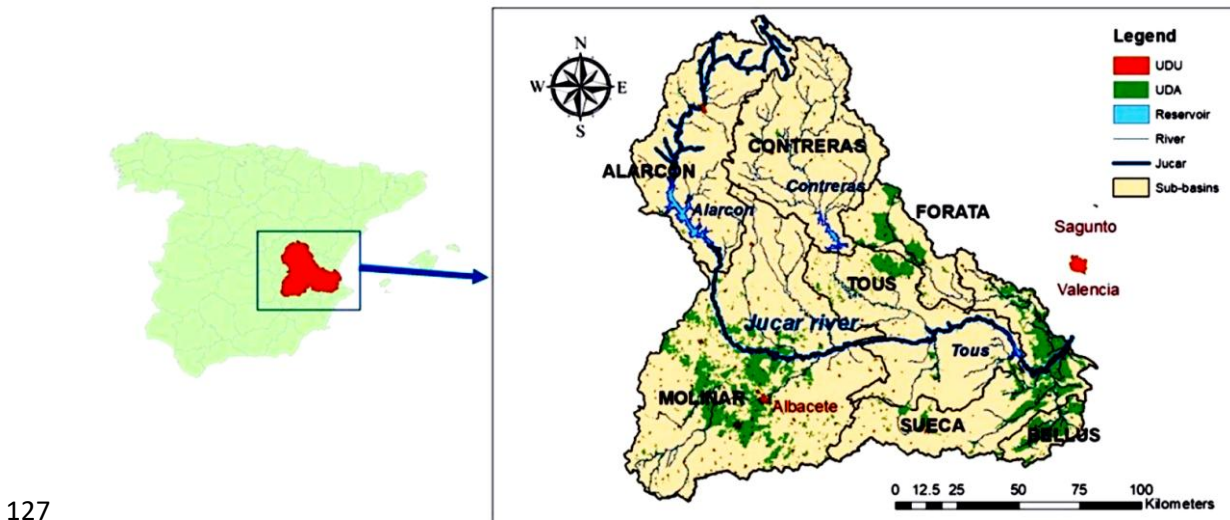 N
W E
S
Legend
UDU
UDA
Reservoir
River
Jucar
Sub-basins
CONTRERAS
ALARCON
Contreras
Alarcon
FORATA
Sagunto
Valencia
TOUS
Jucar river
Tous
MOLINAR
Albacete
SUECA
BELLUS
0 12.5 25 50 75 100
Kilometers
127